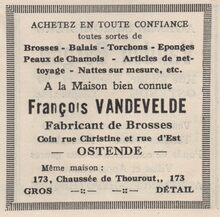 ACHETEZ EN TOUTE CONFIANCE
toutes sortes de
Brosses - Balais - Torchons - Eponges
Peaux de Chamois - Articles de net-
toyage - Nattes sur mesure, etc.
A la Maison bien connue
François VANDEVELDE
Fabricant de Brosses
Coin rue Christine et rue d'Est
— OSTENDE —
Même maison :
173, Chaussée de Thourout,, 173
GROS — DÉTAIL